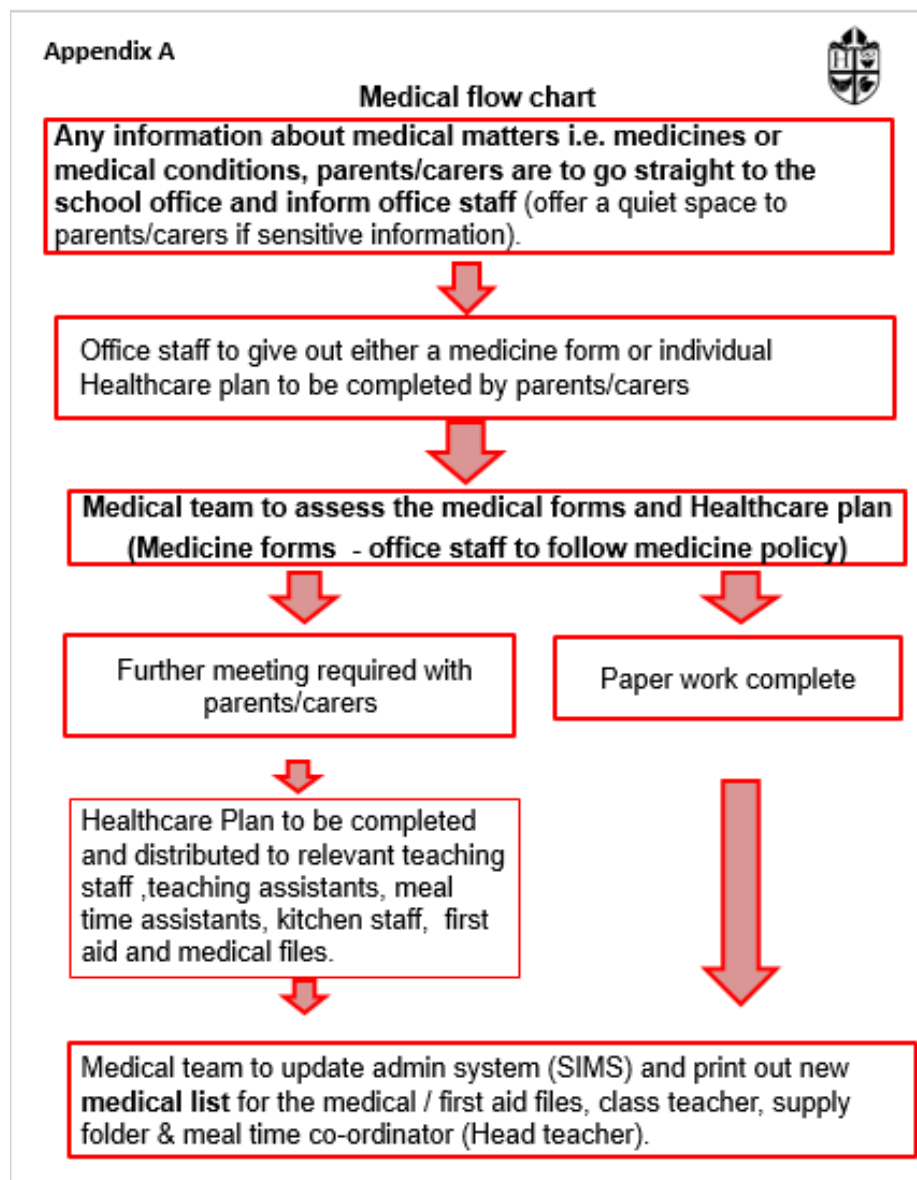 Appendix A
H
Medical flow chart
Any information about medical matters i.e. medicines or
medical conditions, parents/carers are to go straight to the
school office and inform office staff (offer a quiet space to
parents/carers if sensitive information).
Office staff to give out either a medicine form or individual
Healthcare plan to be completed by parents/carers
Medical team to assess the medical forms and Healthcare plan
(Medicine forms - office staff to follow medicine policy)
Further meeting required with
parents/carers
Paper work complete
Healthcare Plan to be completed
and distributed to relevant teaching
staff ,teaching assistants, meal
time assistants, kitchen staff, first
aid and medical files.
Medical team to update admin system (SIMS) and print out new
medical list for the medical / first aid files, class teacher, supply
folder & meal time co-ordinator (Head teacher).